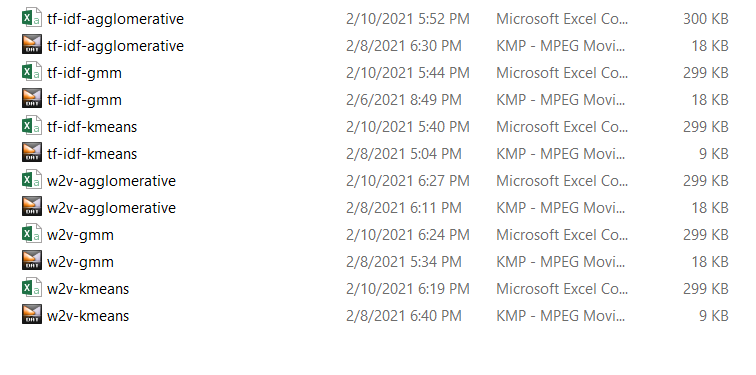 tf-idf-agglomerative 2/10/2021 5:52 PM Microsoft Excel Co... 300 KB
DAT tf-idf-agglomerative 2/8/2021 6:30 PM KMP - MPEG Movi... 18 KB
tf-idf-gmm 2/10/2021 5:44 PM Microsoft Excel Co... 299 KB
DAT tf-idf-gmm 2/6/2021 8:49 PM KMP - MPEG Movi... 18 KB
tf-idf-kmeans 2/10/2021 5:40 PM Microsoft Excel Co... 299 KB
DAT tf-idf-kmeans 2/8/2021 5:04 PM KMP - MPEG Movi... 9 KB
w2v-agglomerative 2/10/2021 6:27 PM Microsoft Excel Co... 299 KB
DAT w2v-agglomerative 2/8/2021 6:11 PM KMP - MPEG Movi... 18 KB
w2v-gmm 2/10/2021 6:24 PM Microsoft Excel Co... 299 KB
DAT w2v-gmm 2/8/2021 5:34 PM KMP - MPEG Movi... 18 KB
w2v-kmeans 2/10/2021 6:19 PM Microsoft Excel Co... 299 KB
DAT w2v-kmeans 2/8/2021 6:40 PM KMP - MPEG Movi... 9 KB